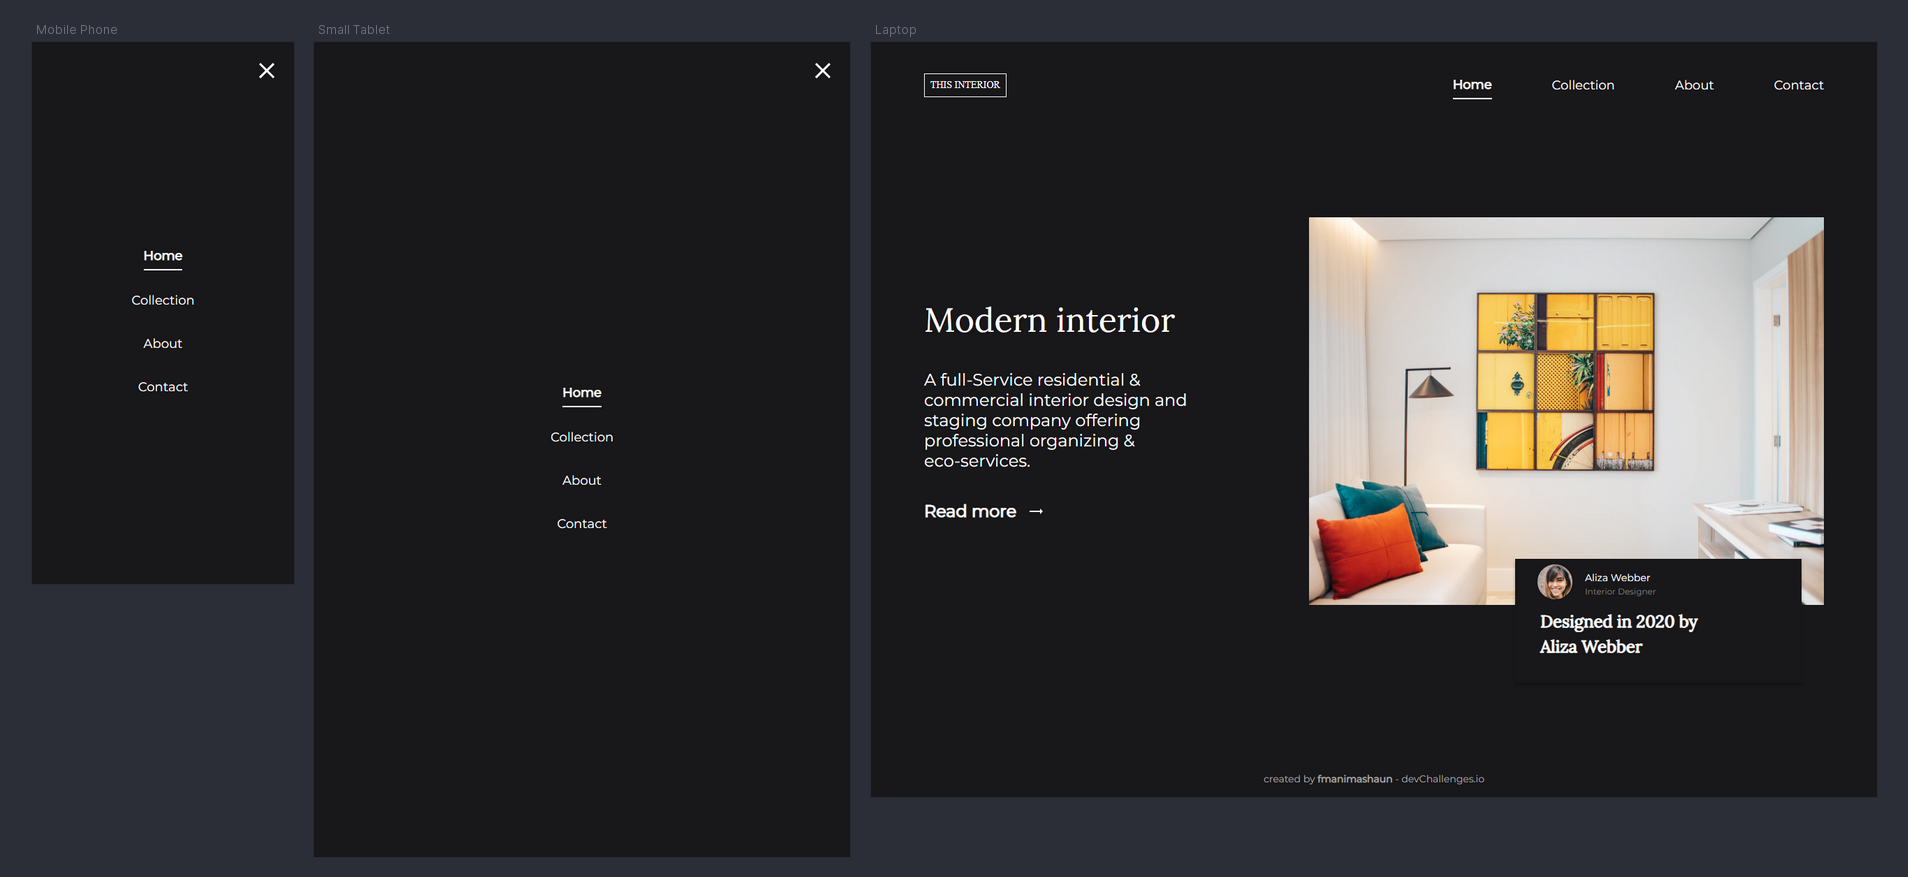 Mobile Phone
Home
Collection
About
Contact
Small Tablet
Home
Collection
About
Contact
Laptop
THIS INTERIOR
Home
Collection
About
Contact
Modern interior
A full-Service residential &
commercial interior design and
staging company offering
professional organizing &
eco-services.
Read more →
Aliza Webber
Interior Designer
Designed in 2020 by
Aliza Webber
created by fmanimashaun - devChallenges.io